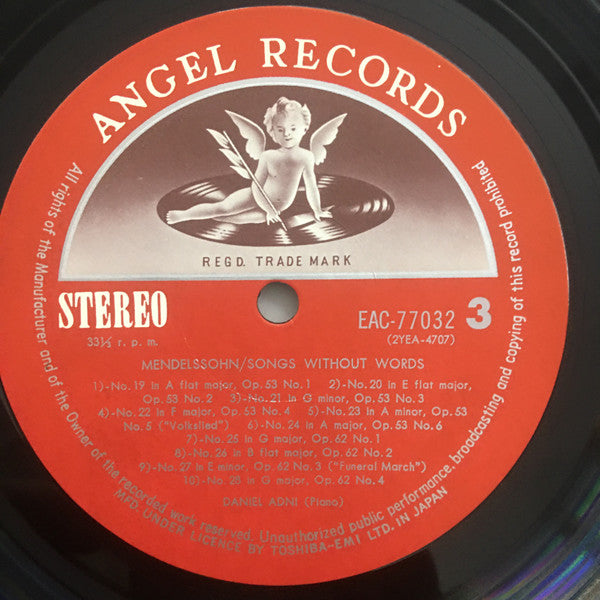 ANGEL RECORDS
REGD. TRADE MARK
STEREO
33⅓ r. p. m.
EAC-77032 3
(2YEA-4707)
MENDELSSOHN/SONGS WITHOUT WORDS
1)-No.19 in A flat major, Op.53 No.1 2)-No.20 in E flat major,
Op.53 No.2 3)-No.21 in G minor, Op.53 No.3
4)-No.22 in F major, Op.53 No.4 5)-No.23 in A minor, Op.53
No.5 ("Volkslied") 6)-No.24 in A major, Op.53 No.6
7)-No.25 in G major, Op.62 No.1
8)-No.26 in B flat major, Op.62 No.2
9)-No.27 in E minor, Op.62 No.3 ("Funeral March")
10)-No.28 in G major, Op.62 No.4
DANIEL ADNI (Piano)
All rights of the Manufacturer and of the Owner of the recorded work reserved. Unauthorized public performance, broadcasting and copying of this record prohibited
MFD. UNDER LICENCE BY TOSHIBA-EMI LTD. IN JAPAN